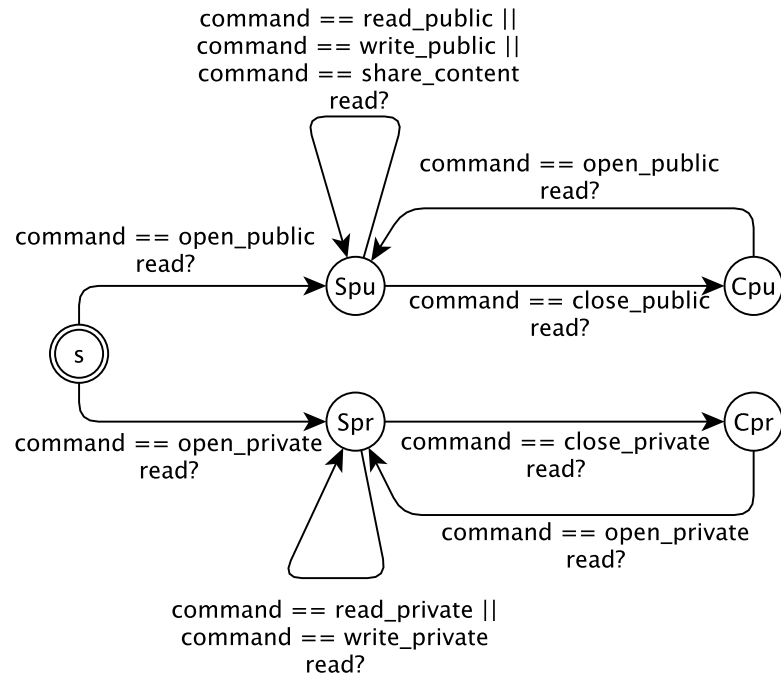 command == read_public ||
command == write_public ||
command == share_content
read?
command == open_public
read?
command == open_public
read?
Spu
Cpu
command == close_public
read?
s
Spr
Cpr
command == open_private
read?
command == close_private
read?
command == open_private
read?
command == read_private ||
command == write_private
read?